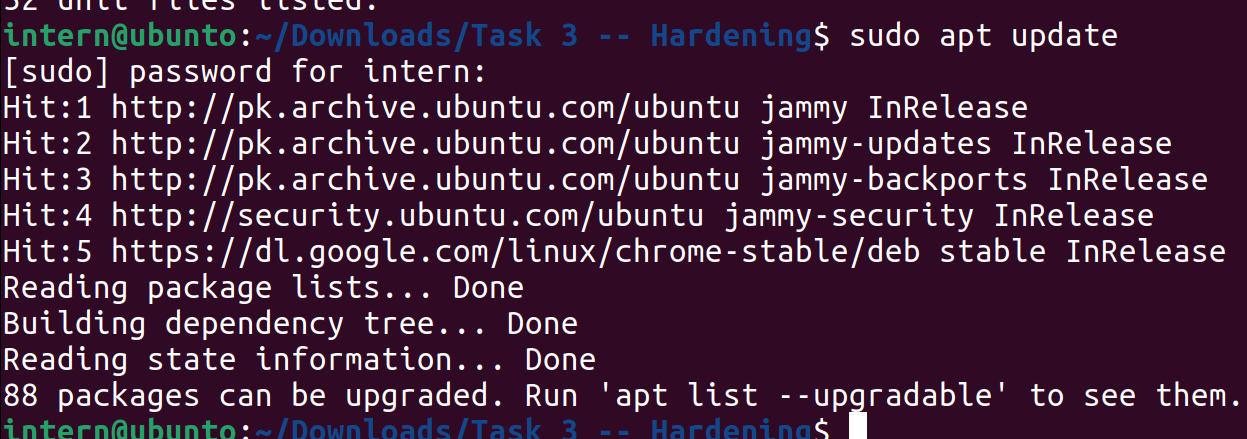 32 unit files listed.
intern@ubunto:~/Downloads/Task 3 -- Hardening$ sudo apt update
[sudo] password for intern:
Hit:1 http://pk.archive.ubuntu.com/ubuntu jammy InRelease
Hit:2 http://pk.archive.ubuntu.com/ubuntu jammy-updates InRelease
Hit:3 http://pk.archive.ubuntu.com/ubuntu jammy-backports InRelease
Hit:4 http://security.ubuntu.com/ubuntu jammy-security InRelease
Hit:5 https://dl.google.com/linux/chrome-stable/deb stable InRelease
Reading package lists... Done
Building dependency tree... Done
Reading state information... Done
88 packages can be upgraded. Run 'apt list --upgradable' to see them.
intern@ubunto:~/Downloads/Task 3 -- Hardening$